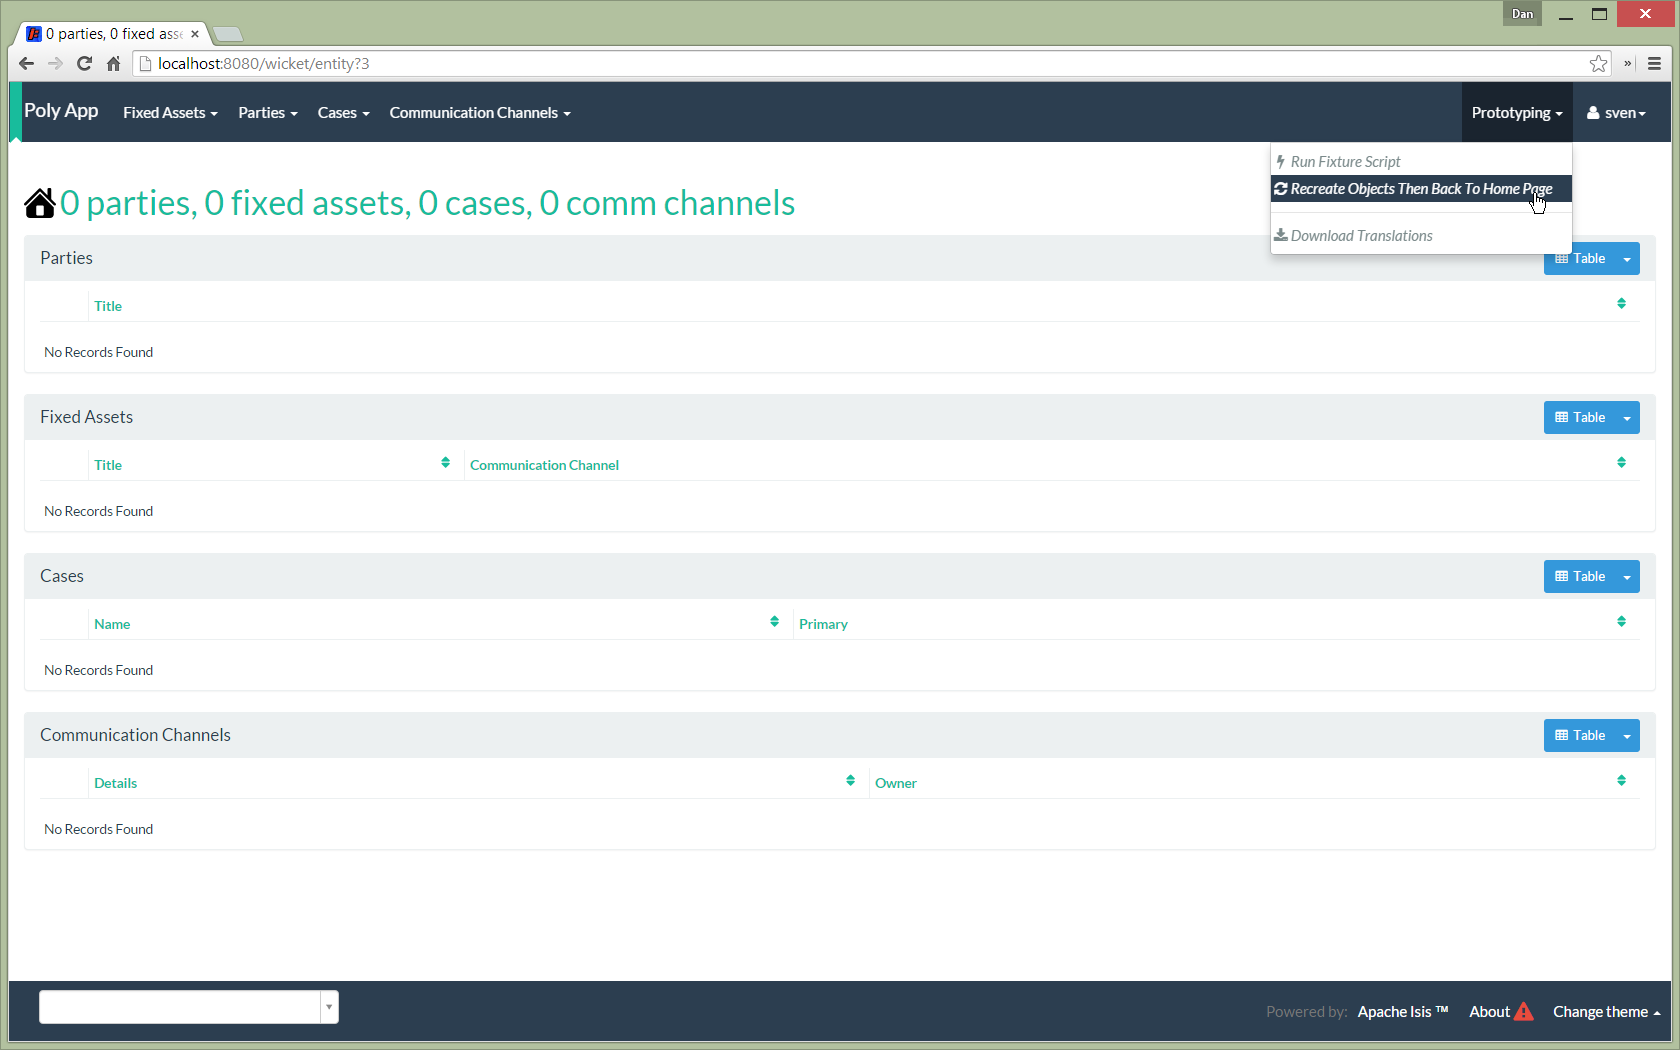 Dan
0 parties, 0 fixed ass
localhost:8080/wicket/entity?3
Poly App Fixed Assets Parties Cases Communication Channels Prototyping sven
Run Fixture Script
Recreate Objects Then Back To Home Page
Download Translations
0 parties, 0 fixed assets, 0 cases, 0 comm channels
Parties Table
Title
No Records Found
Fixed Assets Table
Title Communication Channel
No Records Found
Cases Table
Name Primary
No Records Found
Communication Channels Table
Details Owner
No Records Found
Powered by: Apache Isis ™ About Change theme